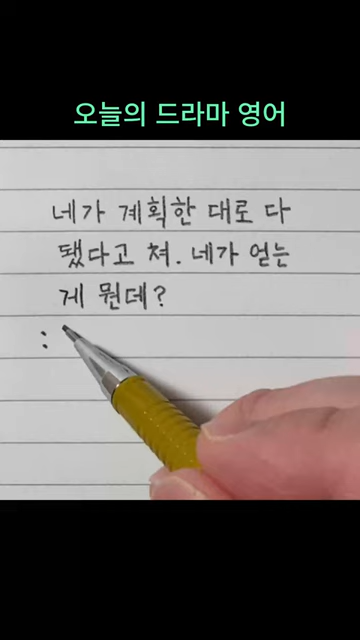 오늘의 드라마 영어
네가 계획한 대로 다
됐다고 쳐. 네가 얻는
게 뭔데?
: